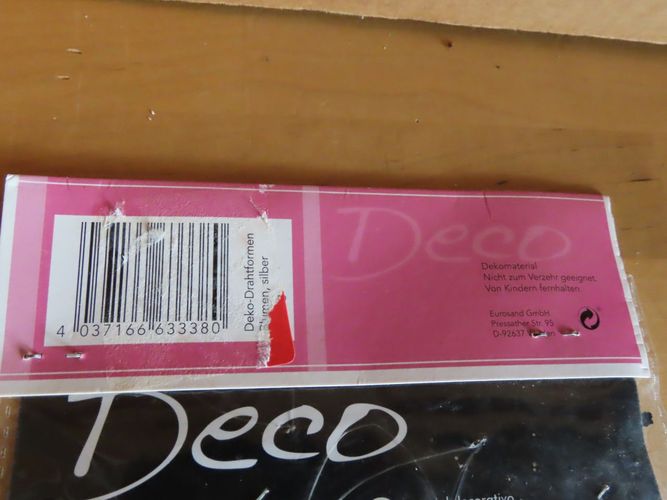 4 037166 633380
Deko-Drahtformen
Blumen, silber
Deco
Dekomaterial
Nicht zum Verzehr geeignet.
Von Kindern fernhalten.
Eurosand GmbH
Pressather Str. 95
D-92637
Deco